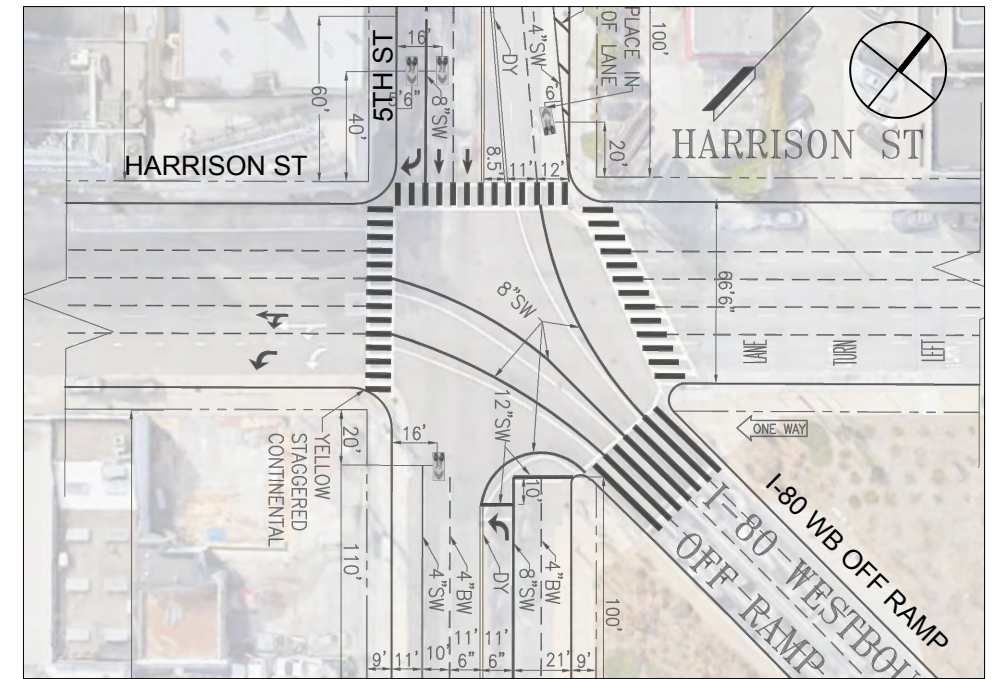 16'
5TH ST
60'
40'
5'6"
8"SW
DY
4"SW
6'
PLACE IN
OF LANE
100'
20'
8.5'
11'
12'
HARRISON ST
HARRISON ST
66'6"
8"SW
LANE
TURN
LEFT
ONE WAY
12"SW
YELLOW
STAGGERED
CONTINENTAL
20'
16'
110'
10'
4"SW
4"BW
DY
8"SW
4"BW
100'
9'
11'
10'
11'
6"
11'
6"
21'
9'
I-80 WB OFF RAMP
I-80 WESTBOU
OFF RAMP